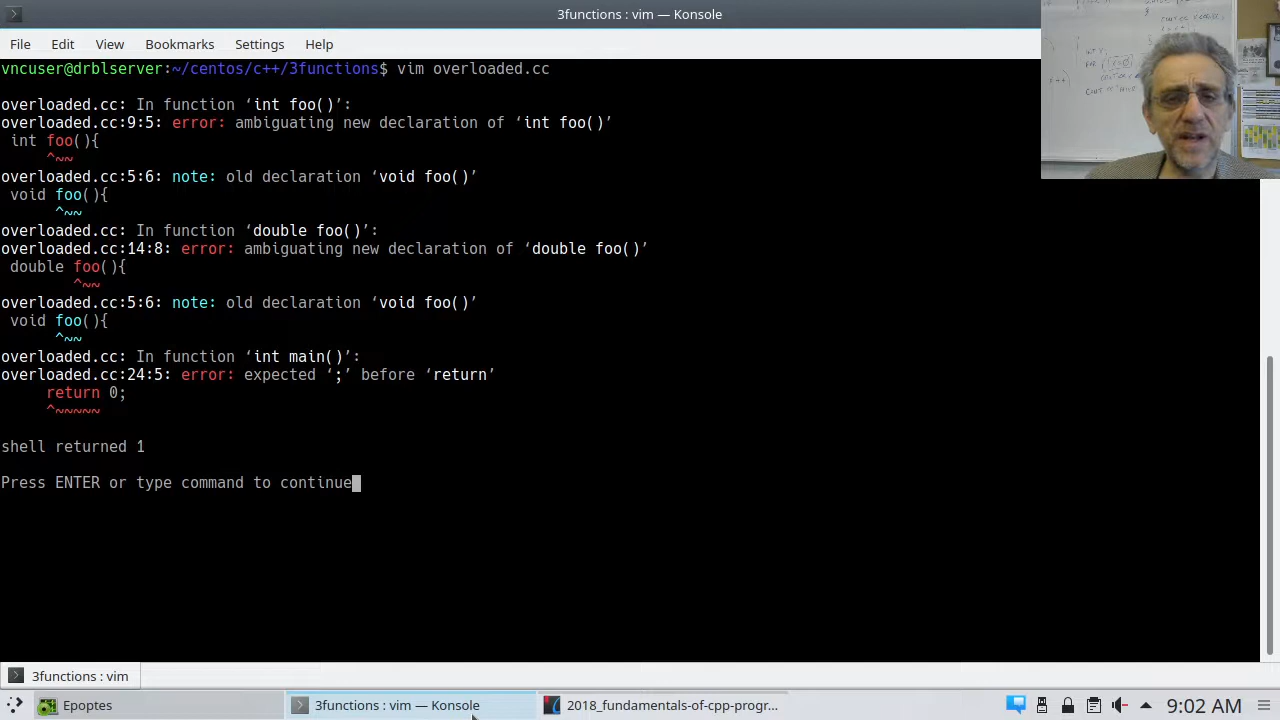 3functions : vim — Konsole
File Edit View Bookmarks Settings Help
vncuser@drblserver:~/centos/c++/3functions$ vim overloaded.cc
overloaded.cc: In function ‘int foo()’:
overloaded.cc:9:5: error: ambiguating new declaration of ‘int foo()’
int foo(){
^~~
overloaded.cc:5:6: note: old declaration ‘void foo()’
void foo(){
^~~
overloaded.cc: In function ‘double foo()’:
overloaded.cc:14:8: error: ambiguating new declaration of ‘double foo()’
double foo(){
^~~
overloaded.cc:5:6: note: old declaration ‘void foo()’
void foo(){
^~~
overloaded.cc: In function ‘int main()’:
overloaded.cc:24:5: error: expected ‘;’ before ‘return’
return 0;
^~~~~~
shell returned 1
Press ENTER or type command to continue
3functions : vim
Epoptes
3functions : vim — Konsole
2018_fundamentals-of-cpp-progr...
9:02 AM